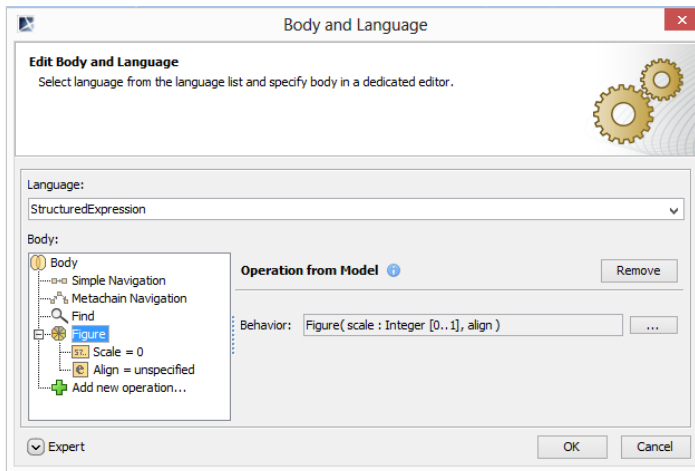 Body and Language
Edit Body and Language
Select language from the language list and specify body in a dedicated editor.
Language:
StructuredExpression
Body:
Body
Simple Navigation
Metachain Navigation
Find
Figure
Scale = 0
Align = unspecified
Add new operation...
Operation from Model
Remove
Behavior: Figure( scale : Integer [0..1], align )
...
Expert
OK
Cancel